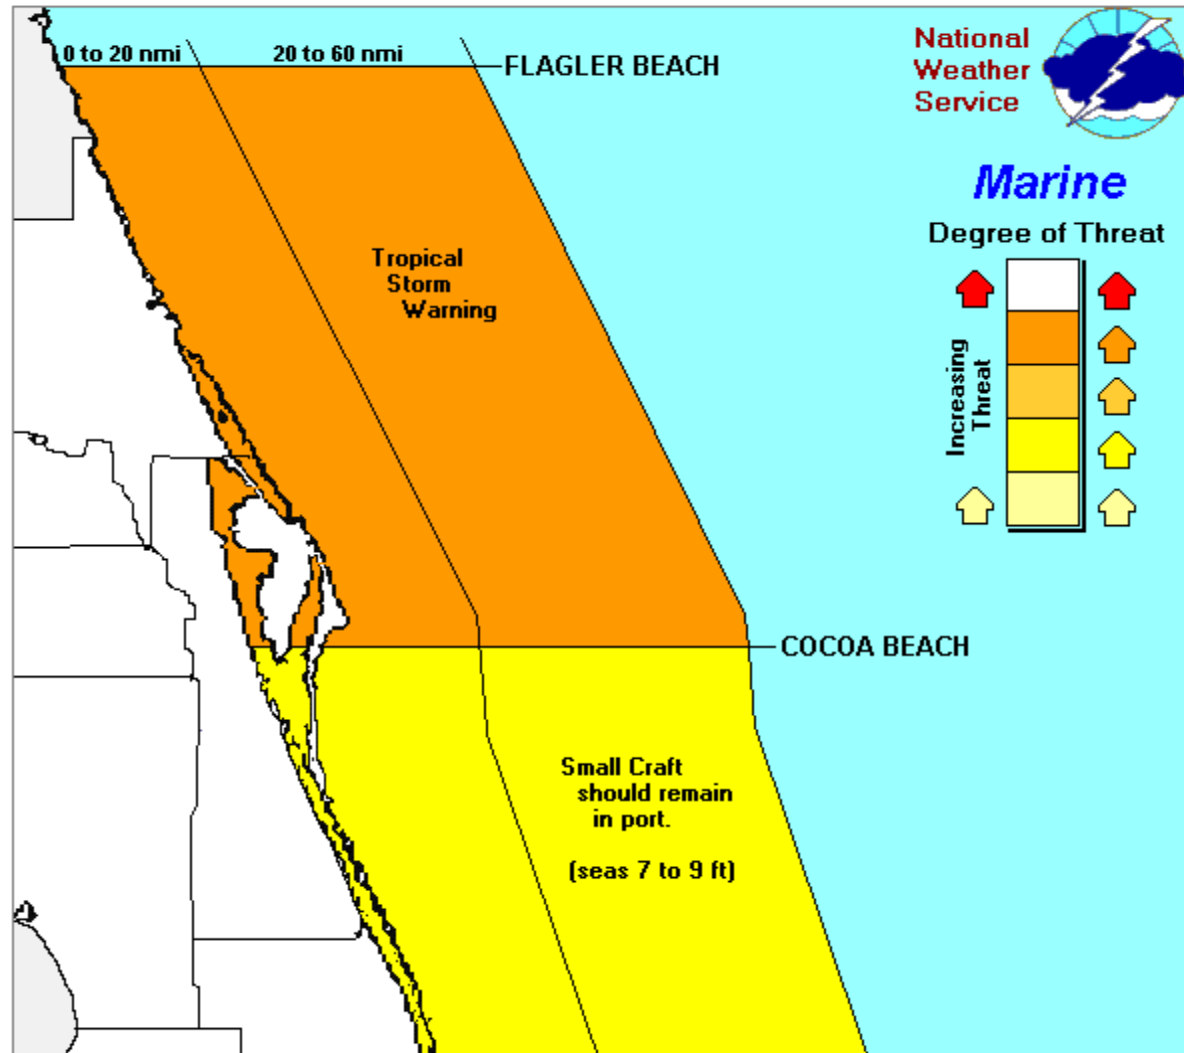 0 to 20 nmi
20 to 60 nmi
FLAGLER BEACH
National
Weather
Service
Marine
Degree of Threat
Increasing
Threat
Tropical
Storm
Warning
COCOA BEACH
Small Craft
should remain
in port.
(seas 7 to 9 ft)